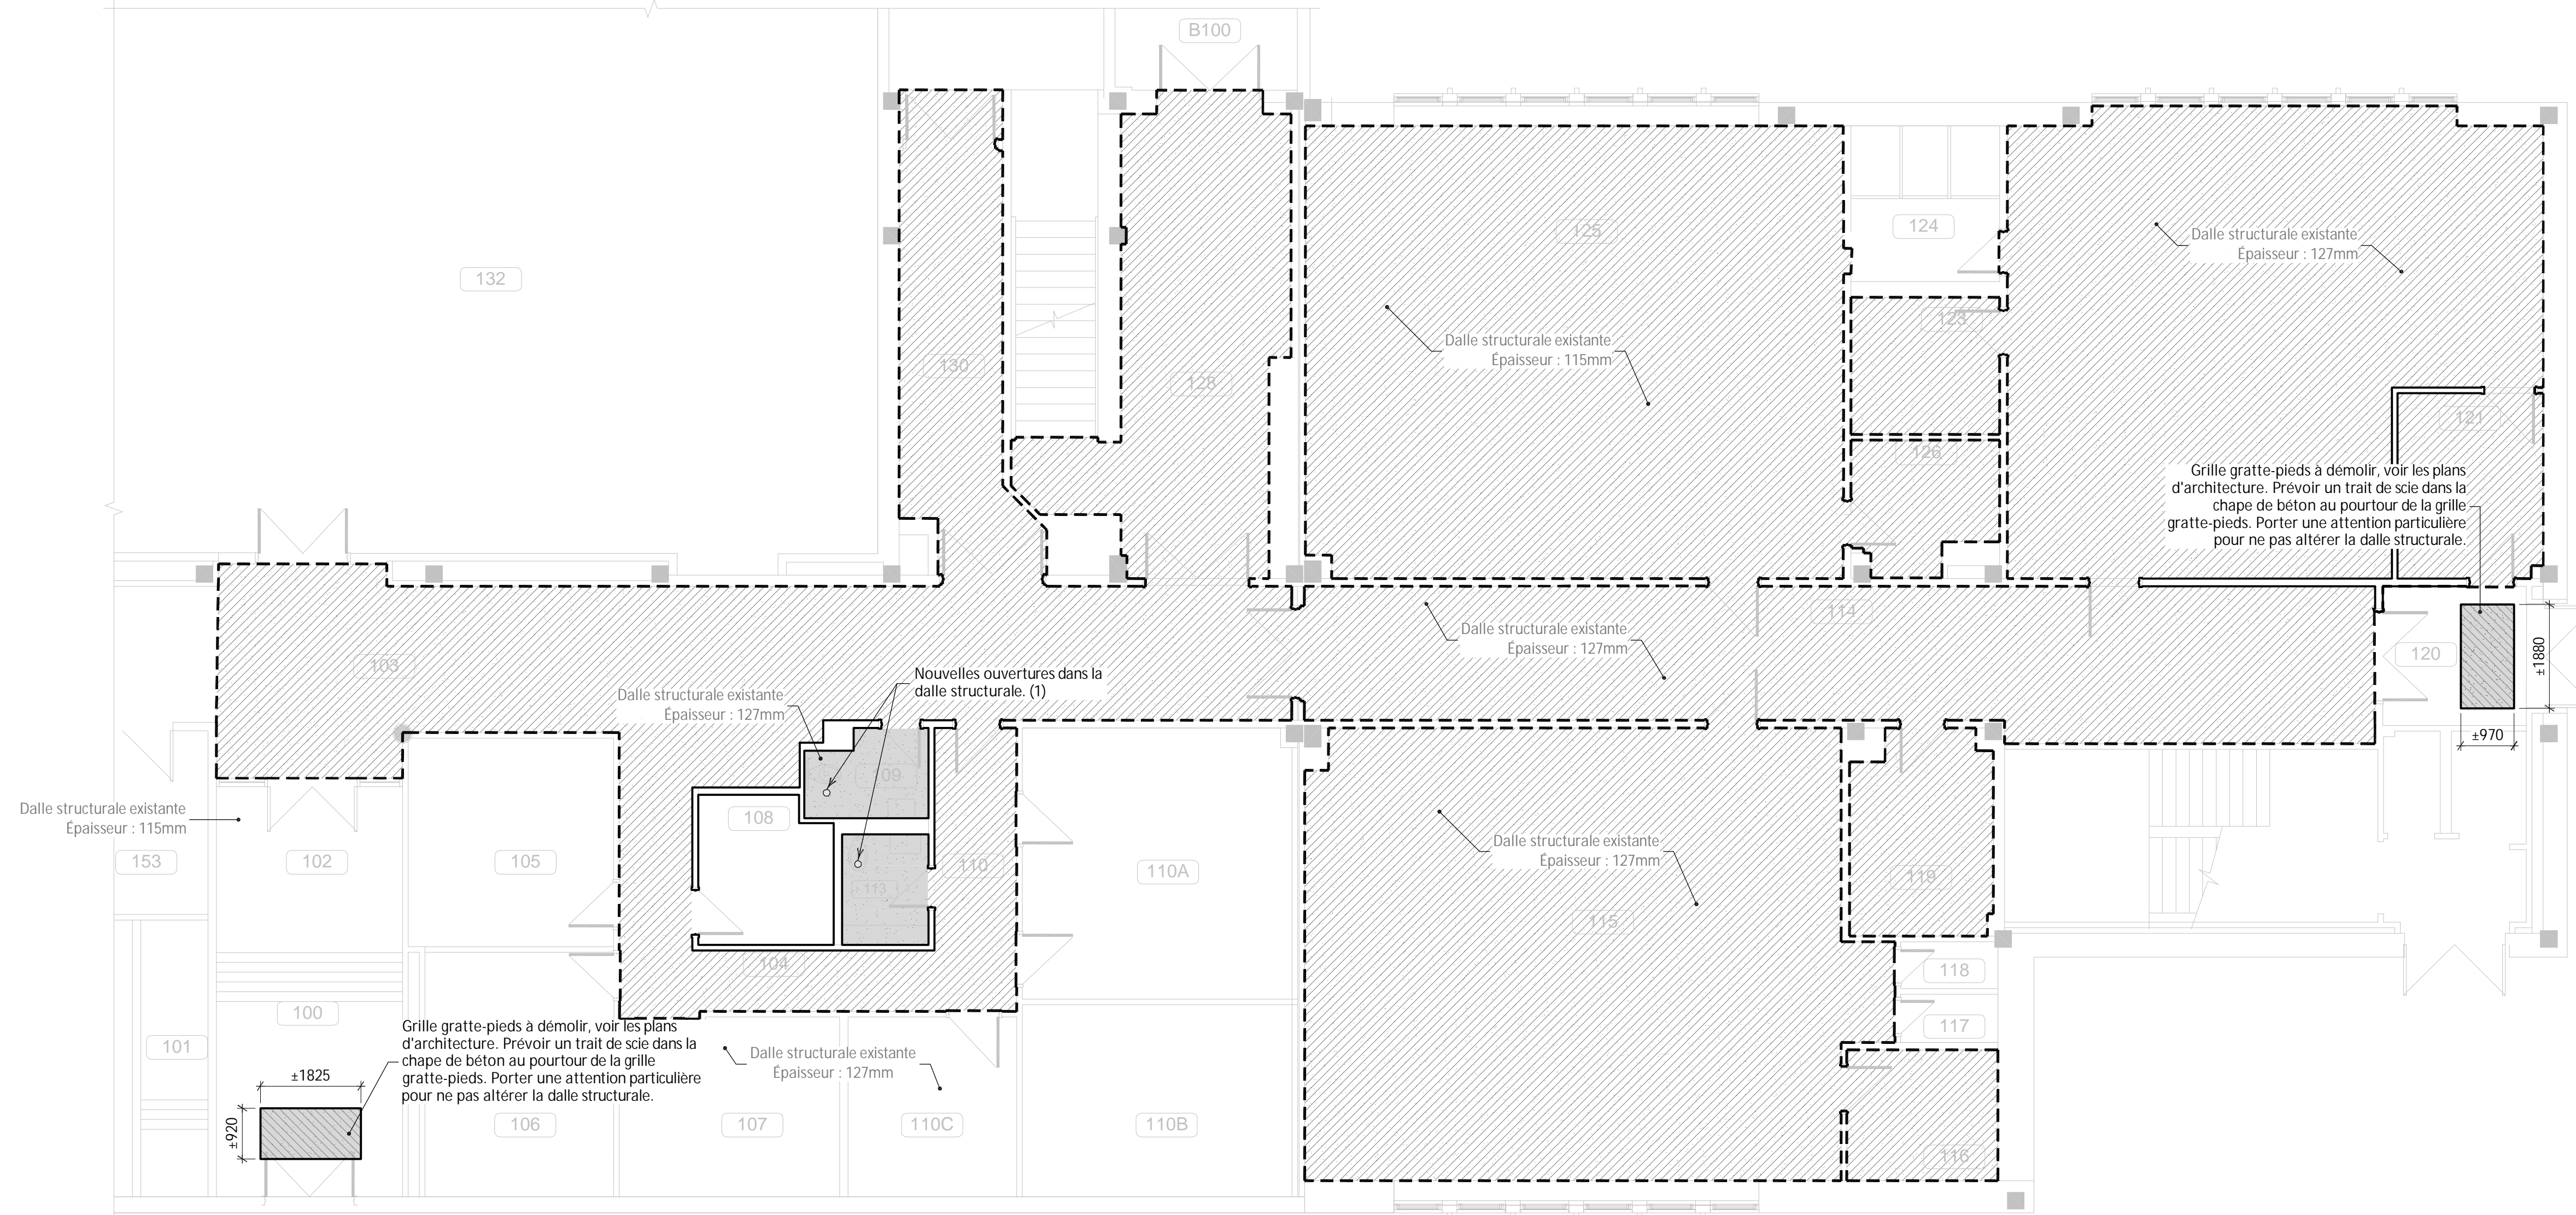 B100
132
130
128
125
124
123
126
Dalle structurale existante
Épaisseur : 127mm
Dalle structurale existante
Épaisseur : 115mm
121
Grille gratte-pieds à démolir, voir les plans
d'architecture. Prévoir un trait de scie dans la
chape de béton au pourtour de la grille
gratte-pieds. Porter une attention particulière
pour ne pas altérer la dalle structurale.
114
Dalle structurale existante
Épaisseur : 127mm
120
±1880
±970
103
Nouvelles ouvertures dans la
dalle structurale. (1)
Dalle structurale existante
Épaisseur : 127mm
109
108
110
113
104
Dalle structurale existante
Épaisseur : 115mm
153
102
105
110A
Dalle structurale existante
Épaisseur : 127mm
115
119
118
117
116
100
101
Grille gratte-pieds à démolir, voir les plans
d'architecture. Prévoir un trait de scie dans la
chape de béton au pourtour de la grille
gratte-pieds. Porter une attention particulière
pour ne pas altérer la dalle structurale.
±1825
±920
Dalle structurale existante
Épaisseur : 127mm
106
107
110C
110B